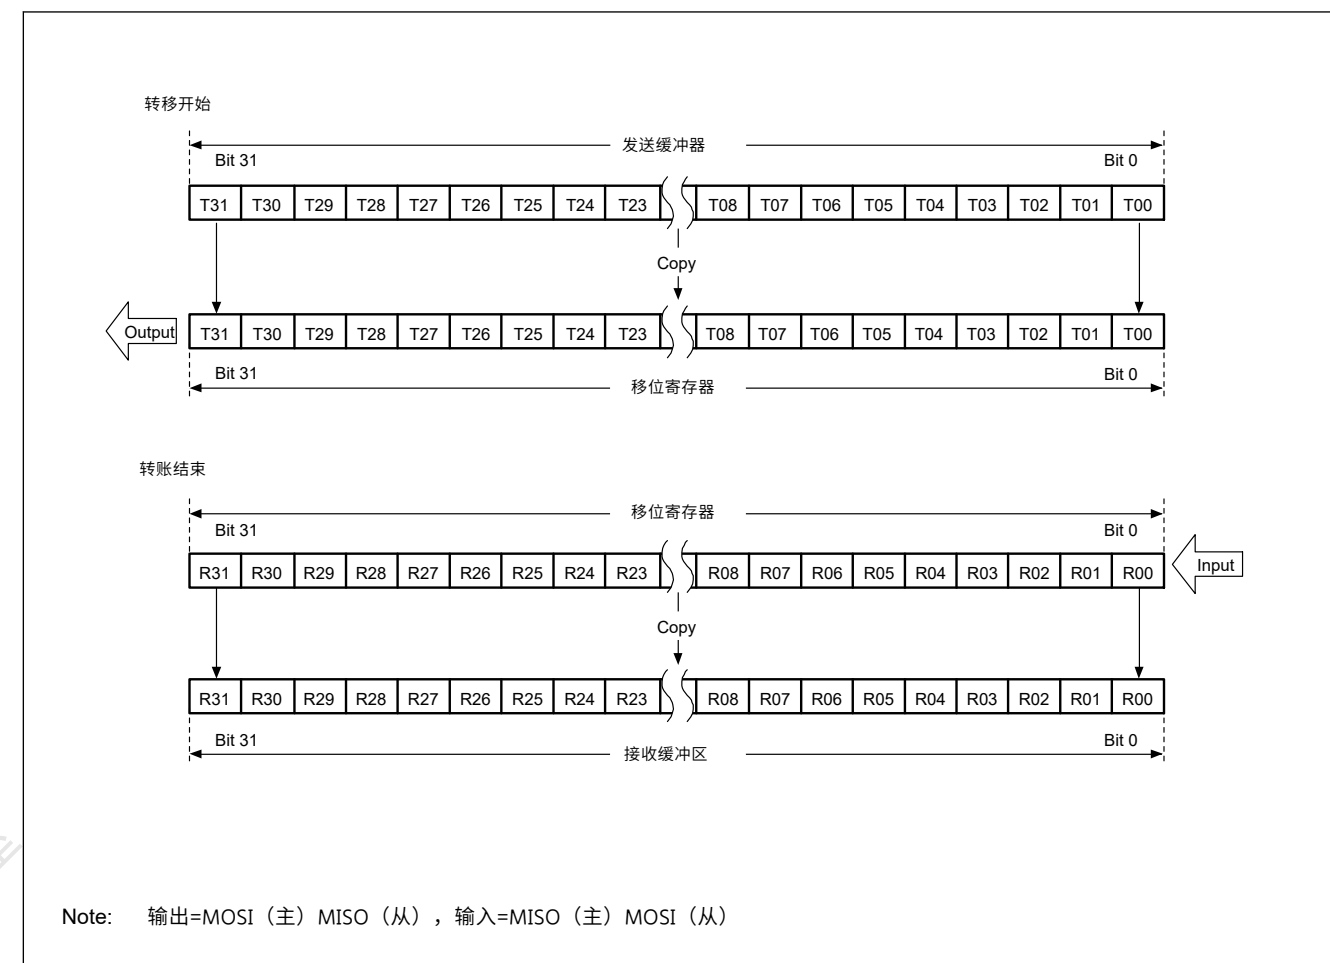 转移开始
发送缓冲器
Bit 31 Bit 0
T31 T30 T29 T28 T27 T26 T25 T24 T23 T08 T07 T06 T05 T04 T03 T02 T01 T00
Copy
Output
T31 T30 T29 T28 T27 T26 T25 T24 T23 T08 T07 T06 T05 T04 T03 T02 T01 T00
Bit 31 Bit 0
移位寄存器
转账结束
移位寄存器
Bit 31 Bit 0
R31 R30 R29 R28 R27 R26 R25 R24 R23 R08 R07 R06 R05 R04 R03 R02 R01 R00
Input
Copy
R31 R30 R29 R28 R27 R26 R25 R24 R23 R08 R07 R06 R05 R04 R03 R02 R01 R00
Bit 31 Bit 0
接收缓冲区
Note: 输出=MOSI（主）MISO（从），输入=MISO（主）MOSI（从）